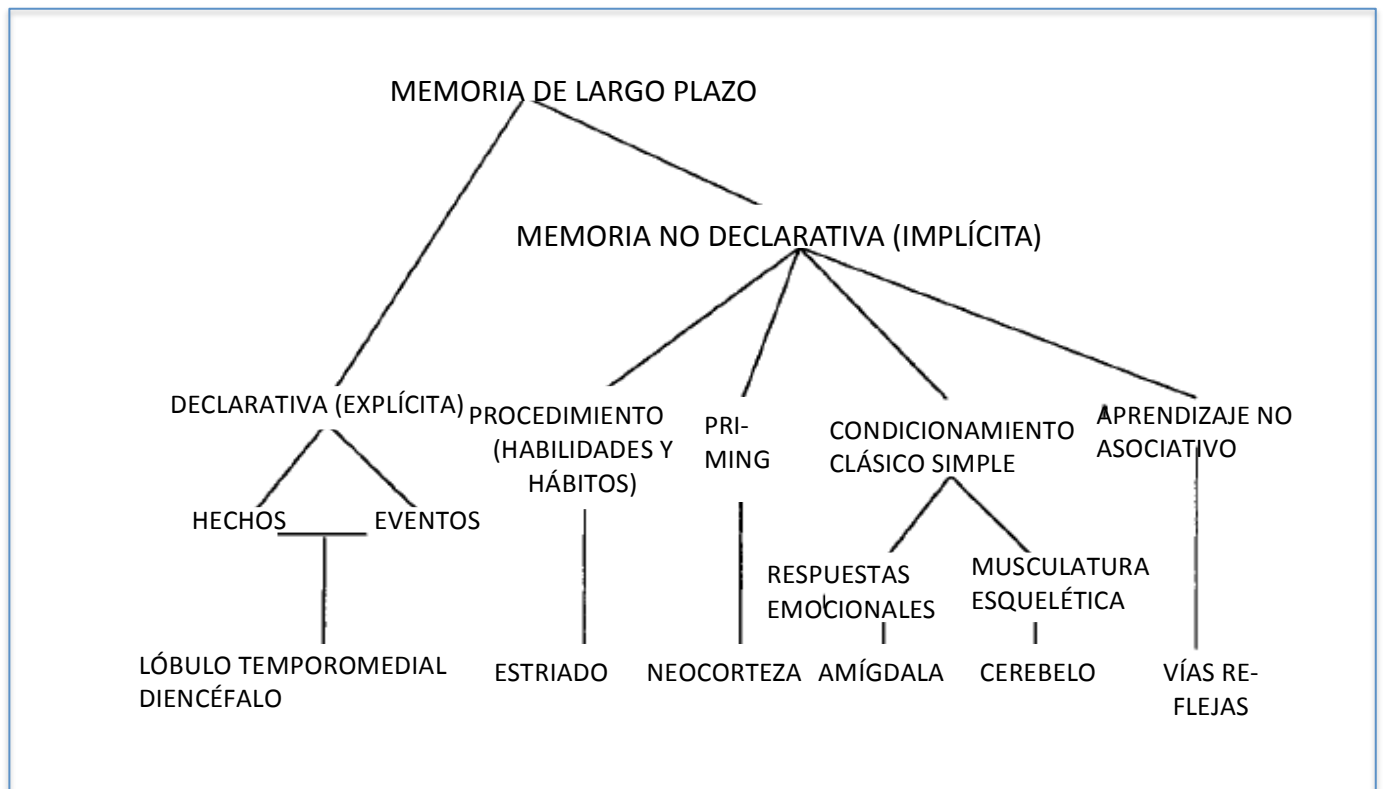 MEMORIA DE LARGO PLAZO
MEMORIA NO DECLARATIVA (IMPLÍCITA)
DECLARATIVA (EXPLÍCITA)
HECHOS
EVENTOS
LÓBULO TEMPOROMEDIAL
DIENCÉFALO
PROCEDIMIENTO
(HABILIDADES Y
HÁBITOS)
ESTRIADO
PRI-
MING
NEOCORTEZA
CONDICIONAMIENTO
CLÁSICO SIMPLE
RESPUESTAS
EMOCIONALES
AMÍGDALA
MUSCULATURA
ESQUELÉTICA
CEREBELO
APRENDIZAJE NO
ASOCIATIVO
VÍAS RE-
FLEJAS